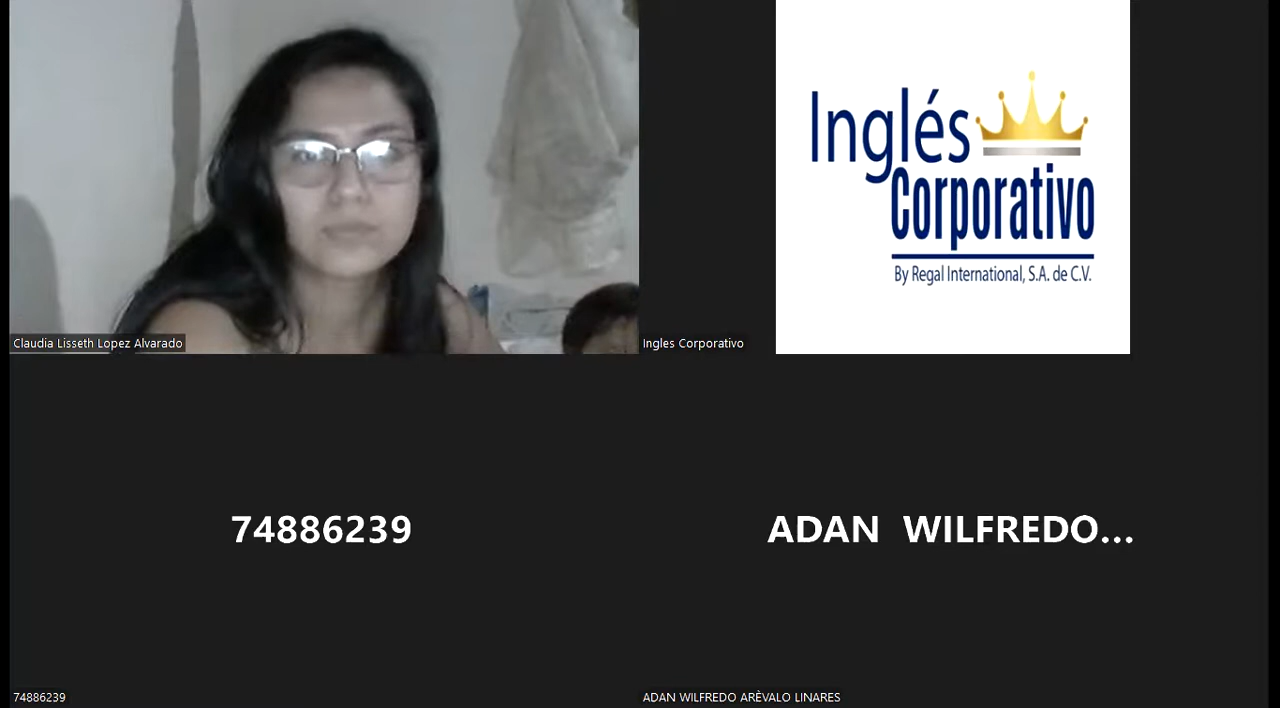 Inglés
Corporativo
By Regal International, S.A. de C.V.
Claudia Lisseth Lopez Alvarado
Ingles Corporativo
74886239
ADAN WILFREDO...
74886239
ADAN WILFREDO ARÈVALO LINARES